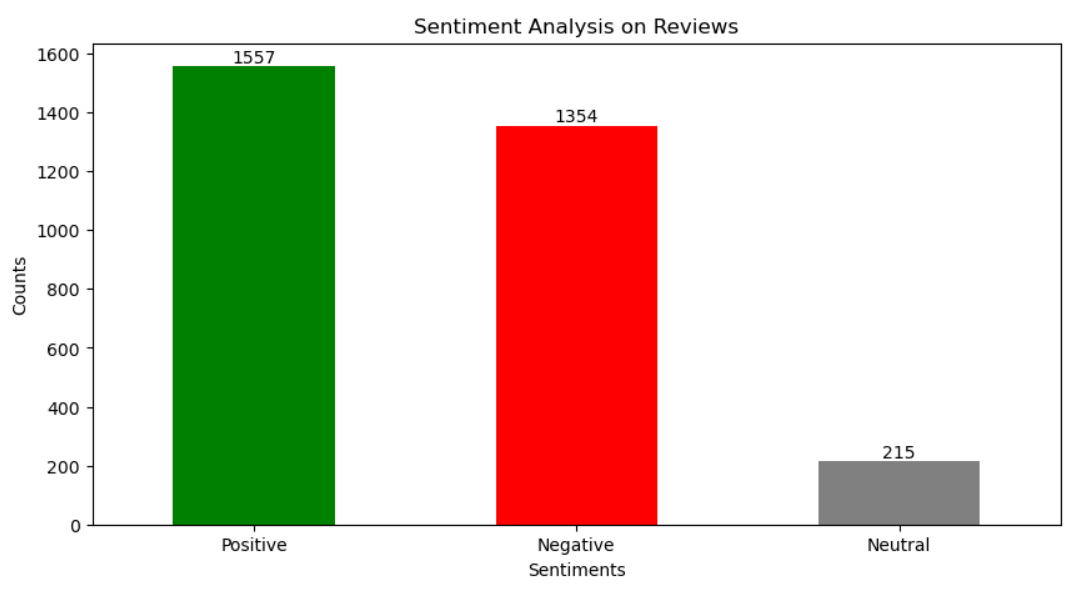 Sentiment Analysis on Reviews
1600
1400
1200
1000
800
600
400
200
0
Counts
1557
1354
215
Positive
Negative
Neutral
Sentiments